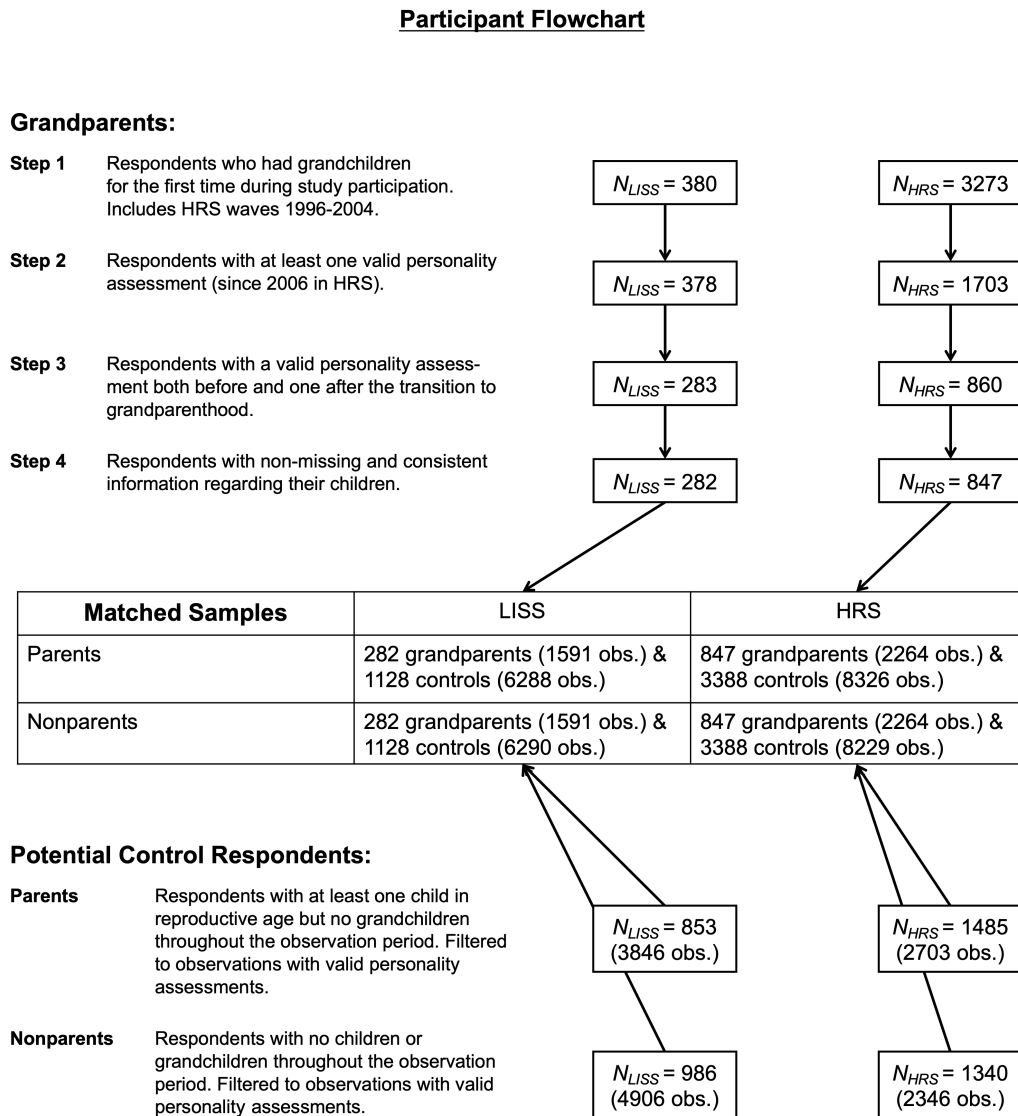 Participant Flowchart
Grandparents:
Step 1 Respondents who had grandchildren
for the first time during study participation.
Includes HRS waves 1996-2004.
N_LISS = 380
N_HRS = 3273
Step 2 Respondents with at least one valid personality
assessment (since 2006 in HRS).
N_LISS = 378
N_HRS = 1703
Step 3 Respondents with a valid personality assess-
ment both before and one after the transition to
grandparenthood.
N_LISS = 283
N_HRS = 860
Step 4 Respondents with non-missing and consistent
information regarding their children.
N_LISS = 282
N_HRS = 847
Matched Samples LISS HRS
Parents
282 grandparents (1591 obs.) &
1128 controls (6288 obs.)
847 grandparents (2264 obs.) &
3388 controls (8326 obs.)
Nonparents
282 grandparents (1591 obs.) &
1128 controls (6290 obs.)
847 grandparents (2264 obs.) &
3388 controls (8229 obs.)
Potential Control Respondents:
Parents Respondents with at least one child in
reproductive age but no grandchildren
throughout the observation period. Filtered
to observations with valid personality
assessments.
N_LISS = 853
(3846 obs.)
N_HRS = 1485
(2703 obs.)
Nonparents Respondents with no children or
grandchildren throughout the observation
period. Filtered to observations with valid
personality assessments.
N_LISS = 986
(4906 obs.)
N_HRS = 1340
(2346 obs.)